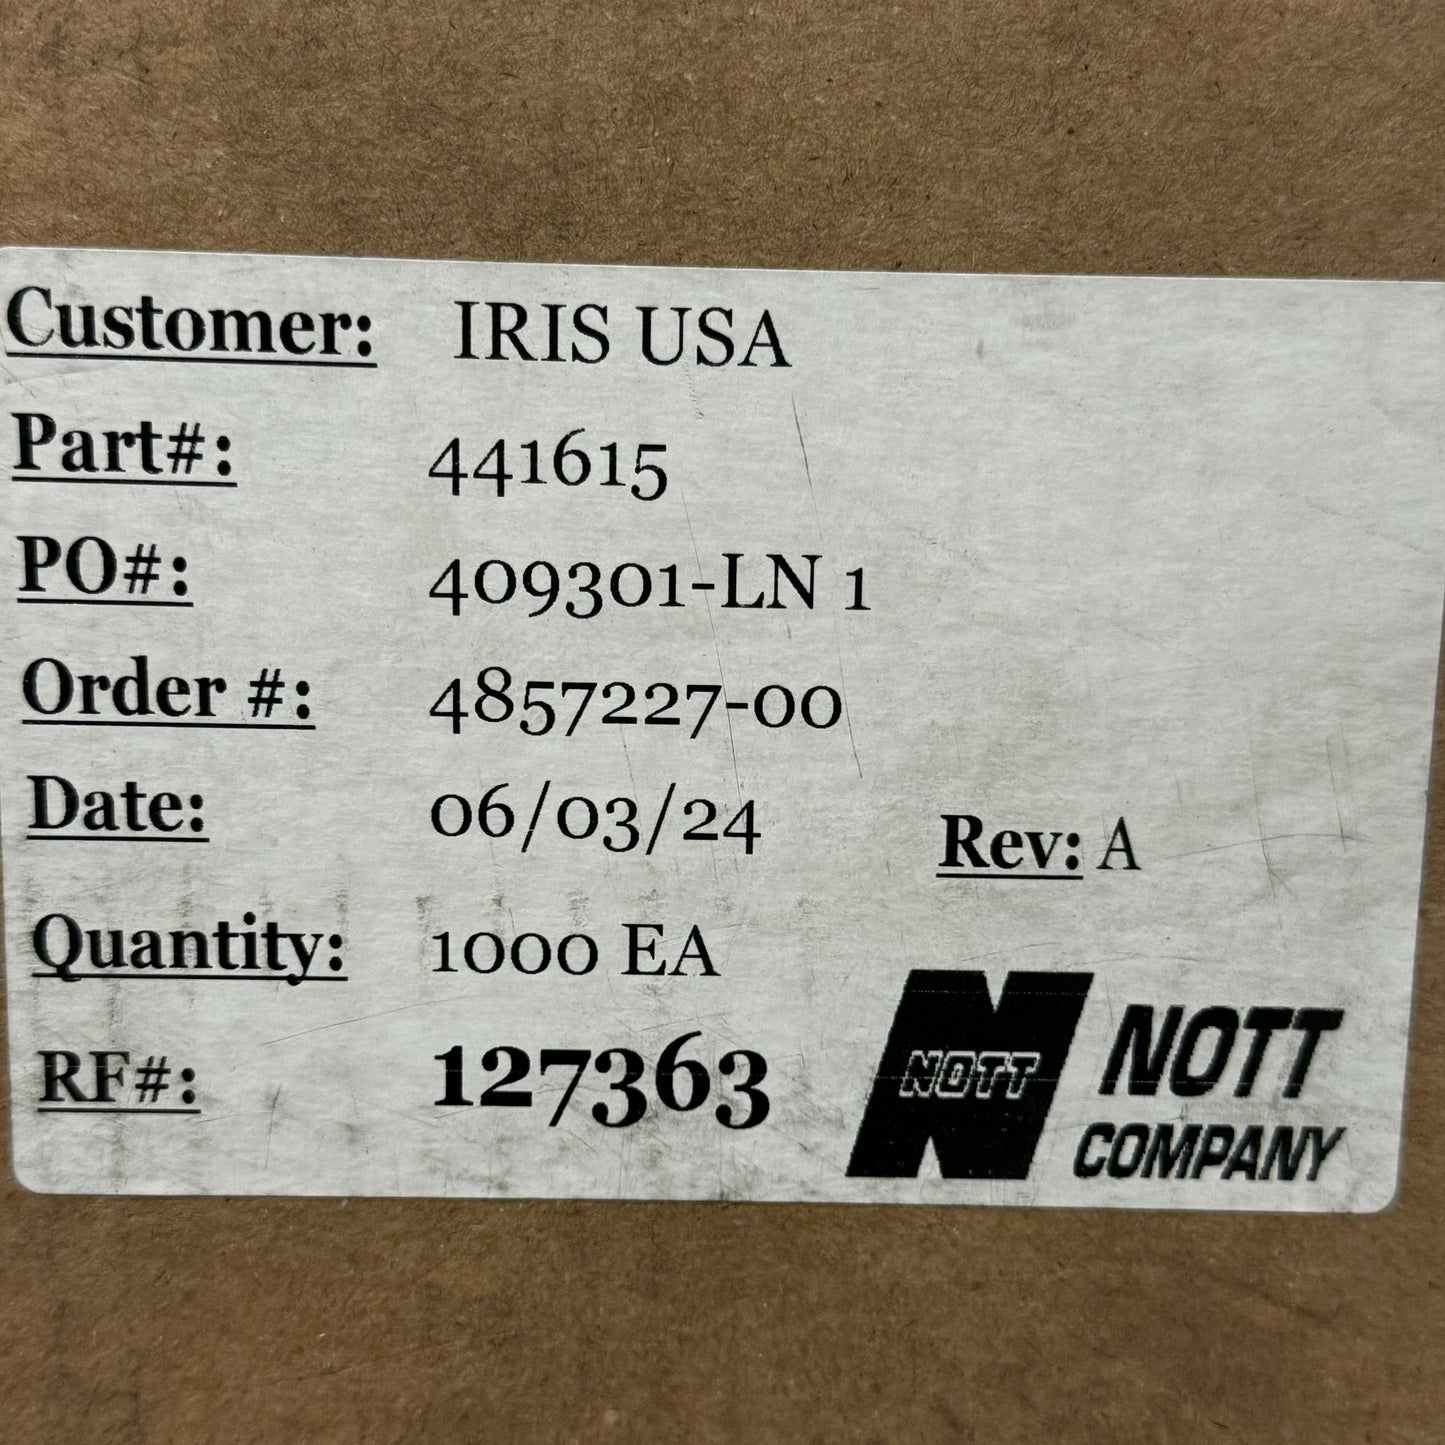 Customer: IRIS USA
Part#: 441615
PO#: 409301-LN 1
Order #: 4857227-00
Date: 06/03/24 Rev: A
Quantity: 1000 EA
RF#: 127363
NOTT
NOTT
COMPANY